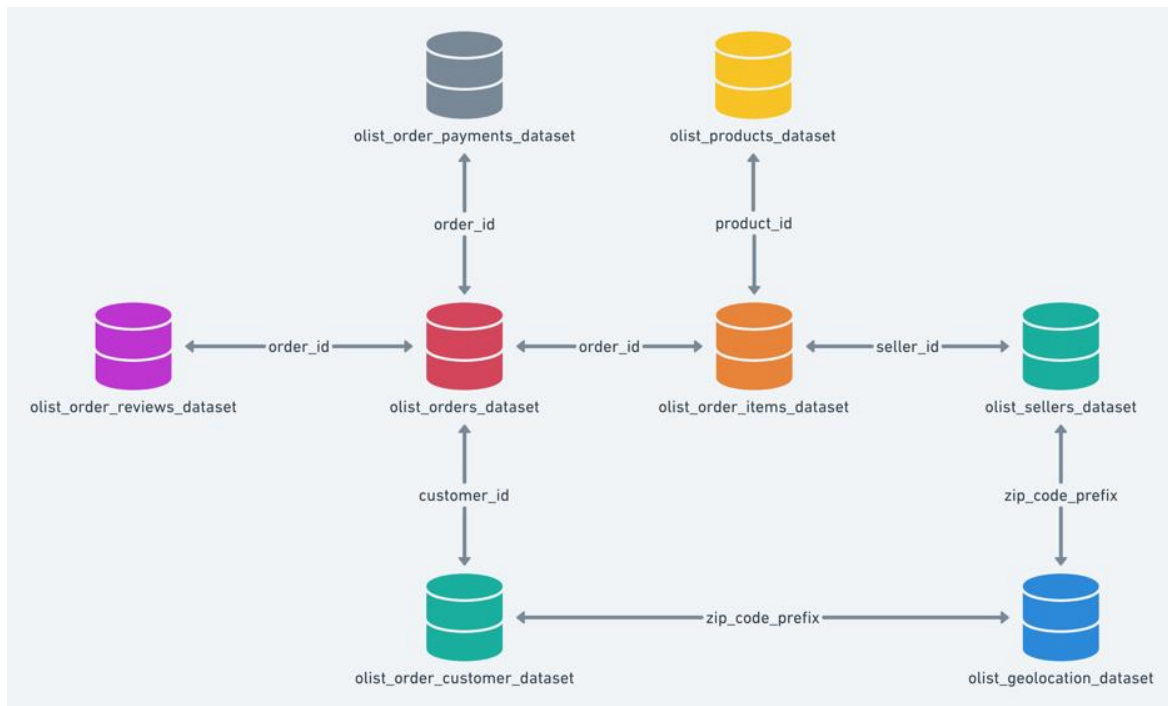 olist_order_payments_dataset
olist_products_dataset
order_id
product_id
order_id
order_id
seller_id
olist_order_reviews_dataset
olist_orders_dataset
olist_order_items_dataset
olist_sellers_dataset
customer_id
zip_code_prefix
zip_code_prefix
olist_order_customer_dataset
olist_geolocation_dataset